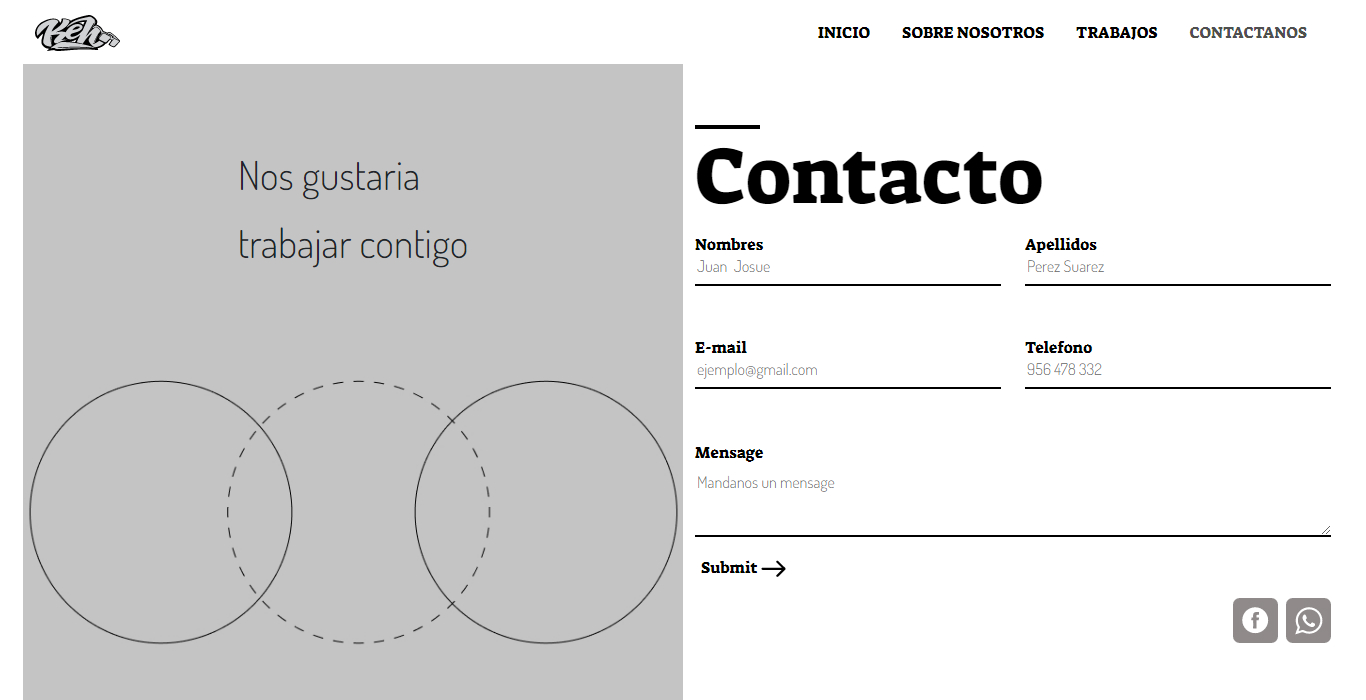 Keh
INICIO SOBRE NOSOTROS TRABAJOS CONTACTANOS
Nos gustaria
trabajar contigo
Contacto
Nombres Apellidos
Juan Josue Perez Suarez
E-mail Telefono
ejemplo@gmail.com 956 478 332
Mensage
Mandanos un mensage
Submit